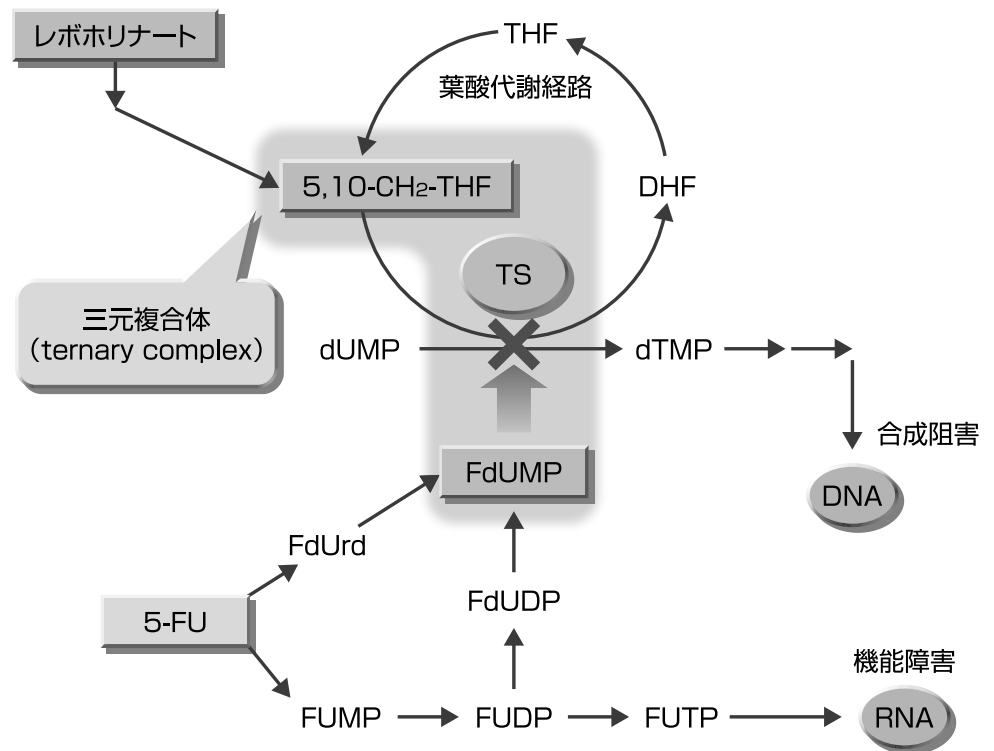 レボホリナート
THF
葉酸代謝経路
5,10-CH₂-THF
DHF
TS
三元複合体
（ternary complex）
dUMP
dTMP
合成阻害
FdUMP
DNA
FdUrd
FdUDP
5-FU
機能障害
FUMP
FUDP
FUTP
RNA